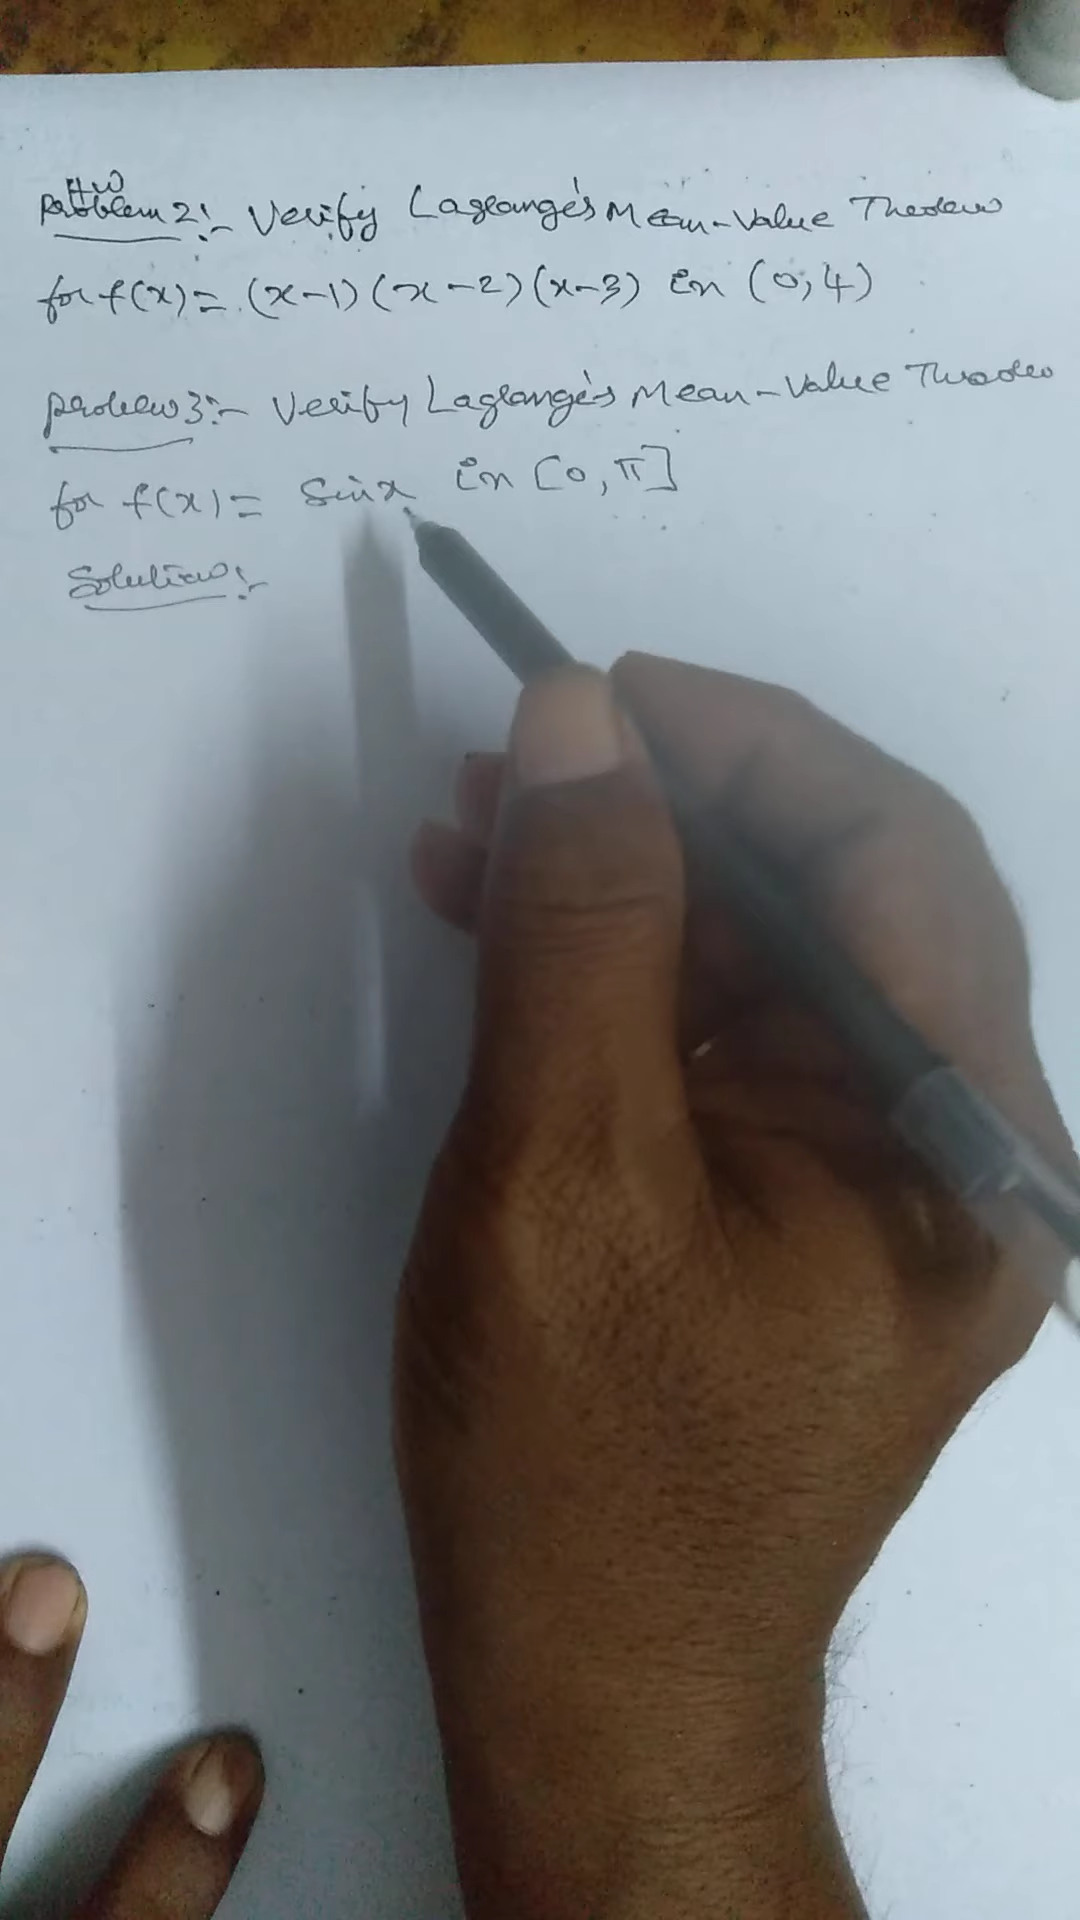 HW
Problem 2:- Verify Lagrange's Mean-Value Theorem
for f(x) = (x-1)(x-2)(x-3) in (0,4)
Problem 3:- Verify Lagrange's Mean-Value Theorem
for f(x) = Sinx in [0,π]
Solution:-